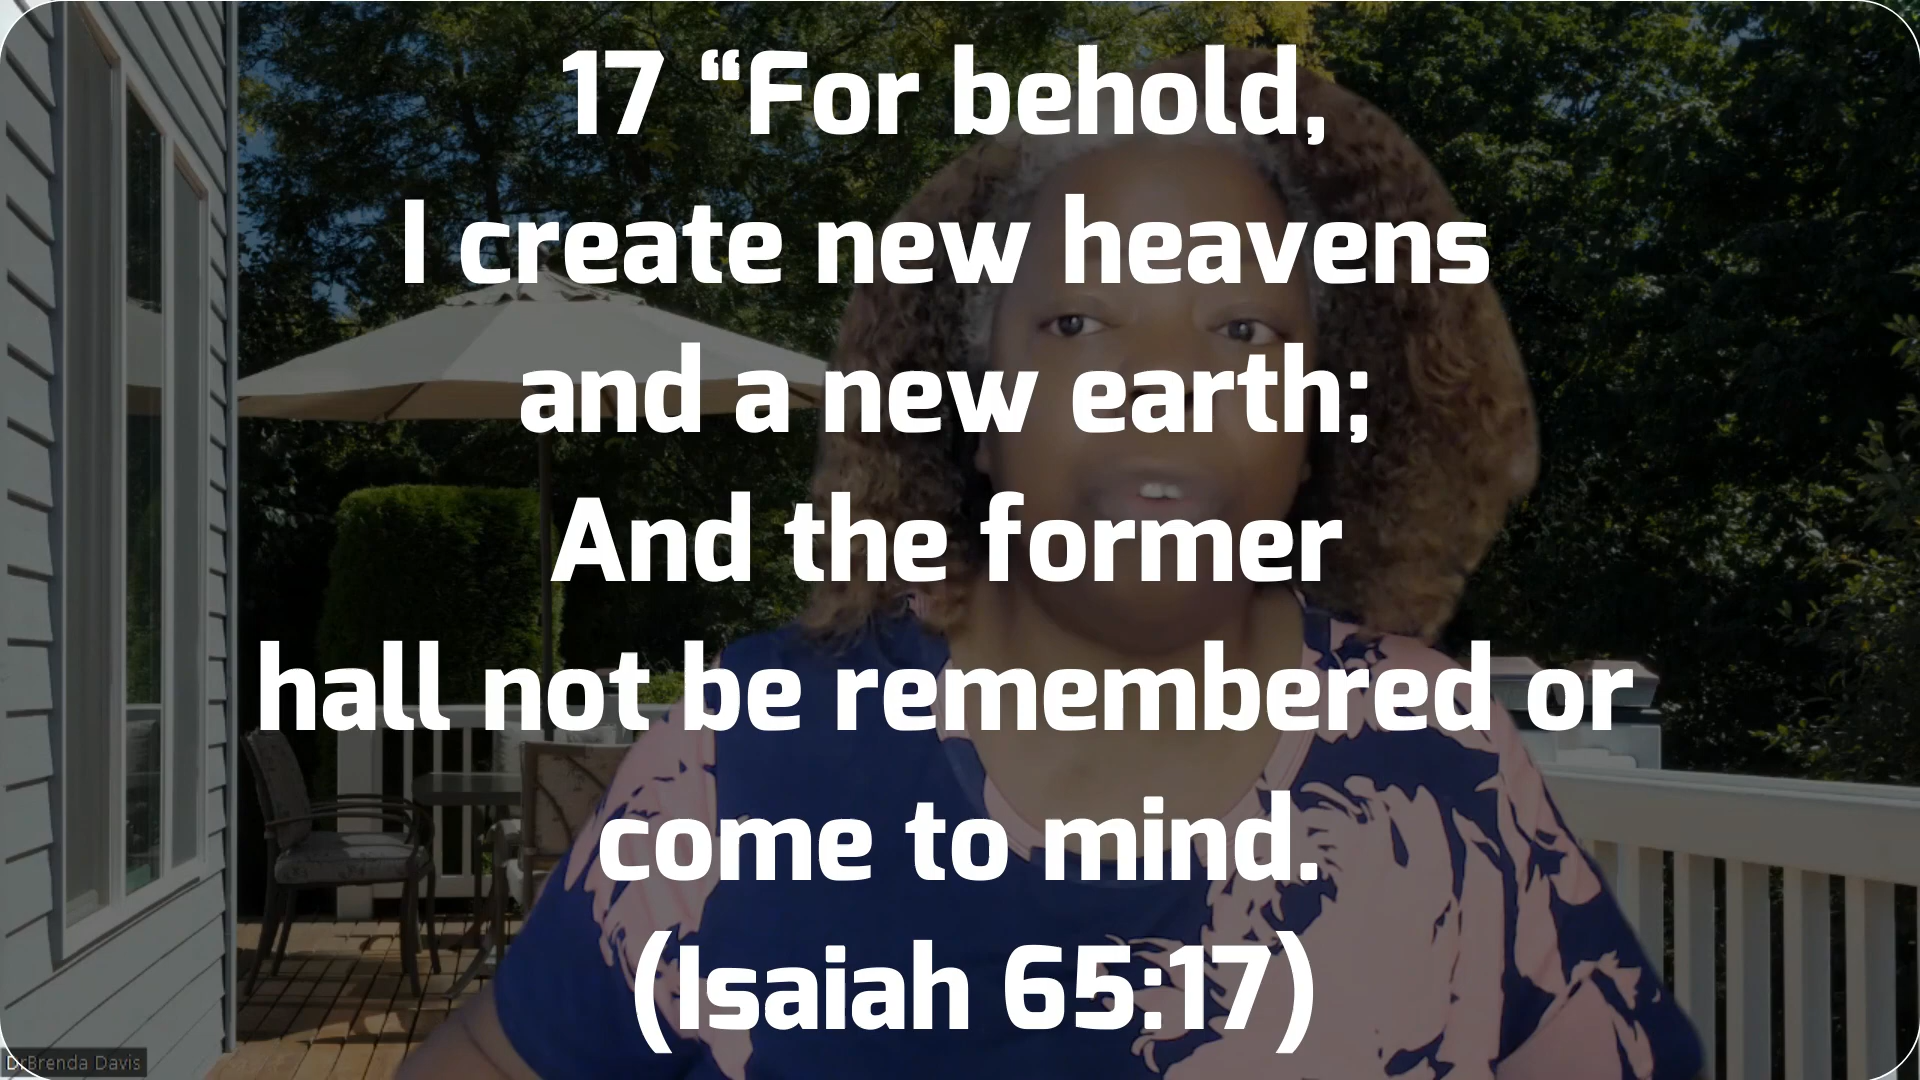 17 “For behold,
I create new heavens
and a new earth;
And the former
hall not be remembered or
come to mind.
(Isaiah 65:17)
DrBrenda Davis